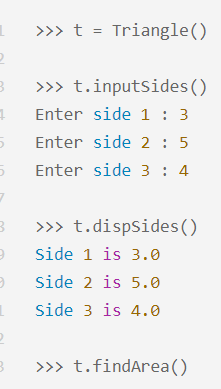 >>> t = Triangle()
>>> t.inputSides()
Enter side 1 : 3
Enter side 2 : 5
Enter side 3 : 4
>>> t.dispSides()
Side 1 is 3.0
Side 2 is 5.0
Side 3 is 4.0
>>> t.findArea()